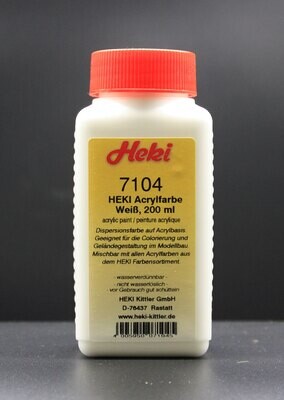 Heki
7104
HEKI Acrylfarbe
Weiß, 200 ml
acrylic paint / peinture acrylique
Dispersionsfarbe auf Acrylbasis
Geeignet für die Colorierung und
Geländegestaltung im Modellbau.
Mischbar mit allen Acrylfarben aus
dem HEKI Farbensortiment.
- wasserverdünnbar -
- nicht wasserlöslich -
- vor Gebrauch gut schütteln -
HEKI Kittler GmbH
D-76437 Rastatt
www.heki-kittler.de